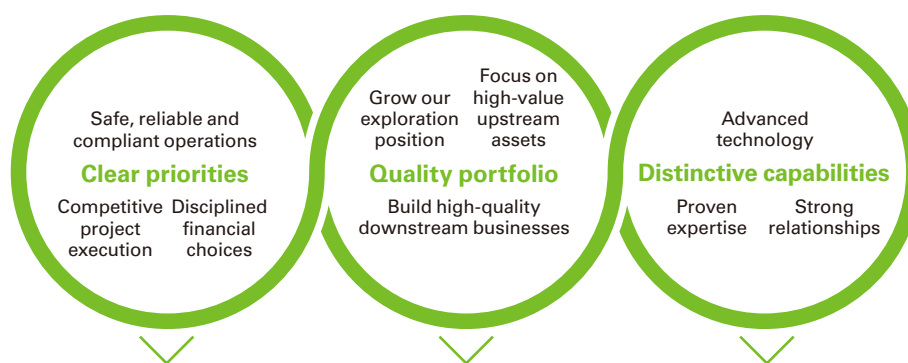 Safe, reliable and
compliant operations
Clear priorities
Competitive
project
execution
Disciplined
financial
choices
Grow our
exploration
position
Focus on
high-value
upstream
assets
Quality portfolio
Build high-quality
downstream businesses
Advanced
technology
Distinctive capabilities
Proven
expertise
Strong
relationships